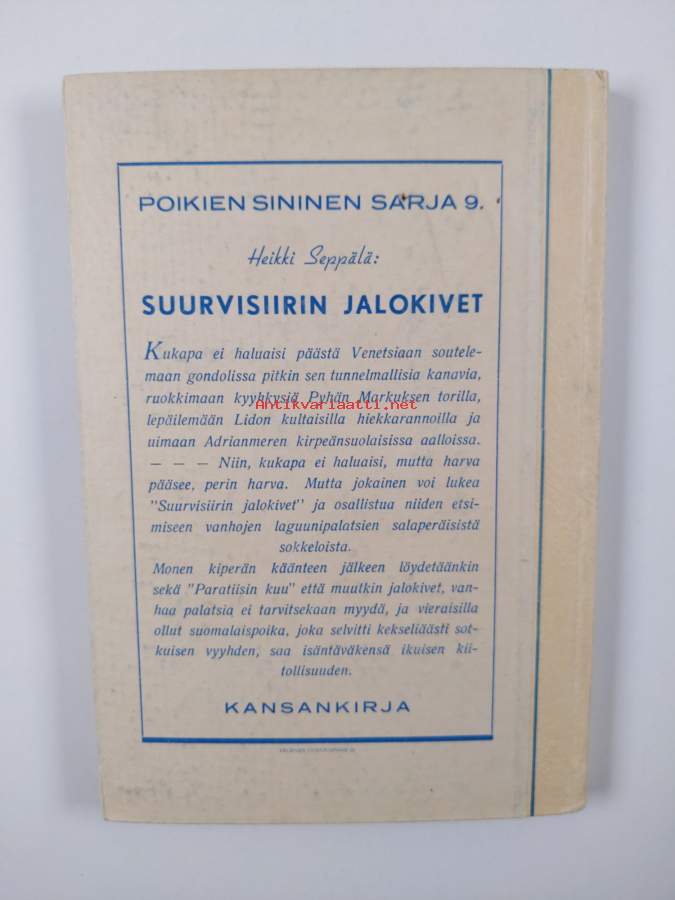 POIKIEN SININEN SARJA 9.
Heikki Seppälä:
SUURVISIIRIN JALOKIVET
Kukapa ei haluaisi päästä Venetsiaan soutele-
maan gondolissa pitkin sen tunnelmallisia kanavia,
ruokkimaan kyyhkysiä Pyhän Markuksen torilla,
Antikvariaatti.net
lepäilemään Lidon kultaisilla hiekkarannoilla ja
uimaan Adrianmeren kirpeänsuolaisissa aalloissa.
— — — Niin, kukapa ei haluaisi, mutta harva
pääsee, perin harva. Mutta jokainen voi lukea
"Suurvisiirin jalokivet" ja osallistua niiden etsi-
miseen vanhojen laguunipalatsien salaperäisistä
sokkeloista.
Monen kiperän käänteen jälkeen löydetäänkin
sekä "Paratiisin kuu" että muutkin jalokivet, van-
haa palatsia ei tarvitsekaan myydä, ja vieraisilla
ollut suomalaispoika, joka selvitti kekseliäästi sot-
kuisen vyyhden, saa isäntäväkensä ikuisen kii-
tollisuuden.
KANSANKIRJA